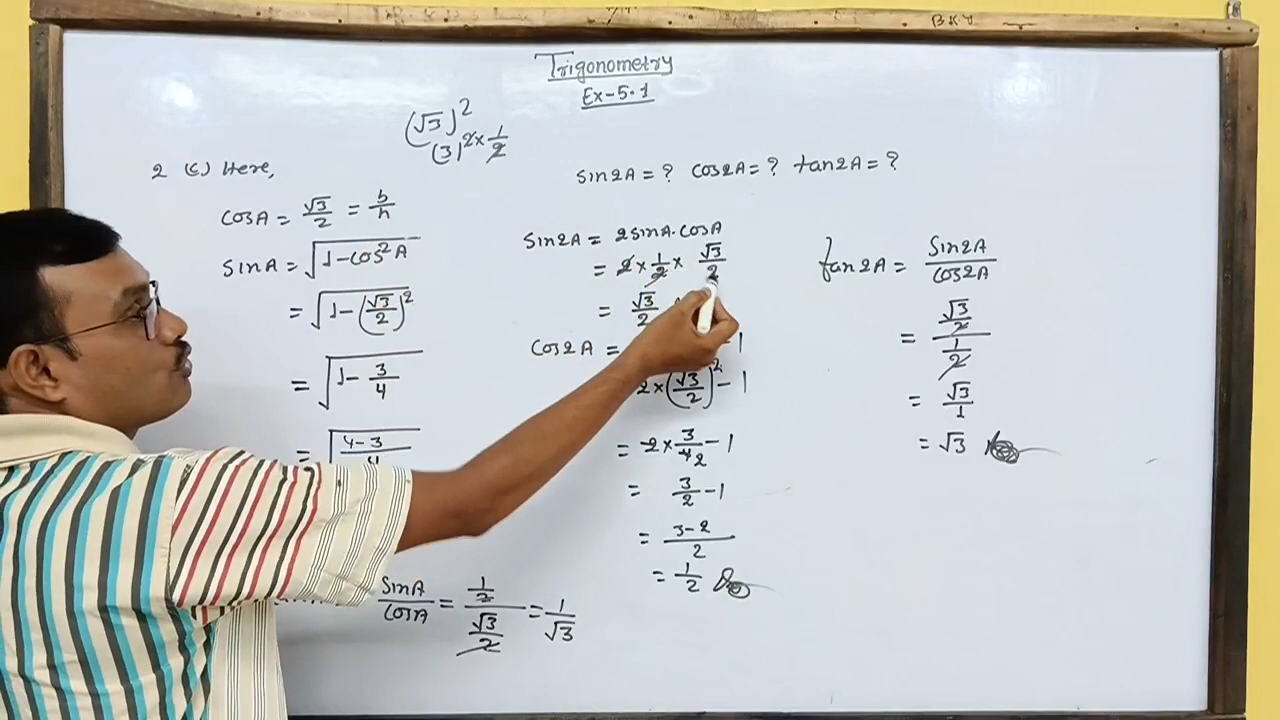 B.K.Y
Trigonometry
Ex-5.1
(√3)²
(3)^2×1/2
2 (c) Here,
cosA = √3/2 = b/h
sinA = √(1-cos²A)
= √(1-(√3/2)²)
= √(1-3/4)
= √(4-3/4
sinA/cosA = (1/2)/(√3/2) = 1/√3
sin2A = ? cos2A = ? tan2A = ?
sin2A = 2sinA.cosA
= 2 × 1/2 × √3/2
= √3/2
cos2A = - 1
2×(√3/2)² - 1
= 2×3/4 2 - 1
= 3/2 - 1
= 3-2/2
= 1/2
tan2A = sin2A/cos2A
= (√3/2)/(1/2)
= √3/1
= √3